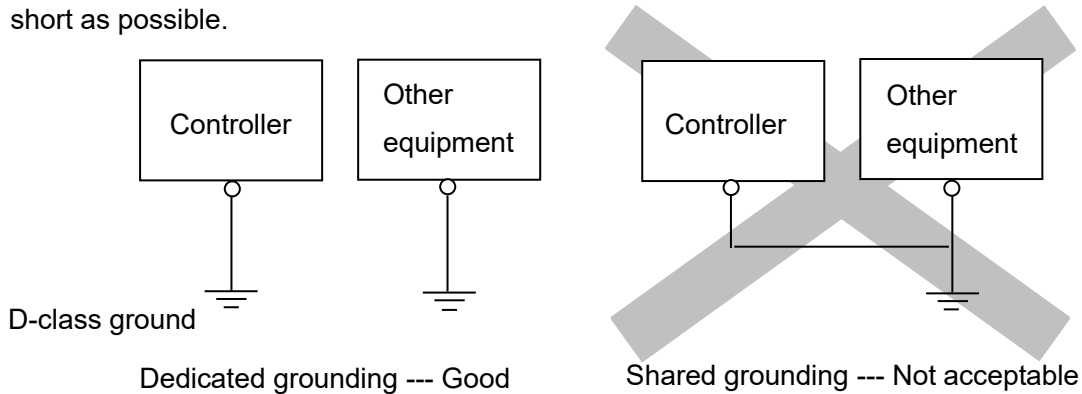 short as possible.
Controller
Other
equipment
Controller
Other
equipment
D-class ground
Dedicated grounding --- Good
Shared grounding --- Not acceptable